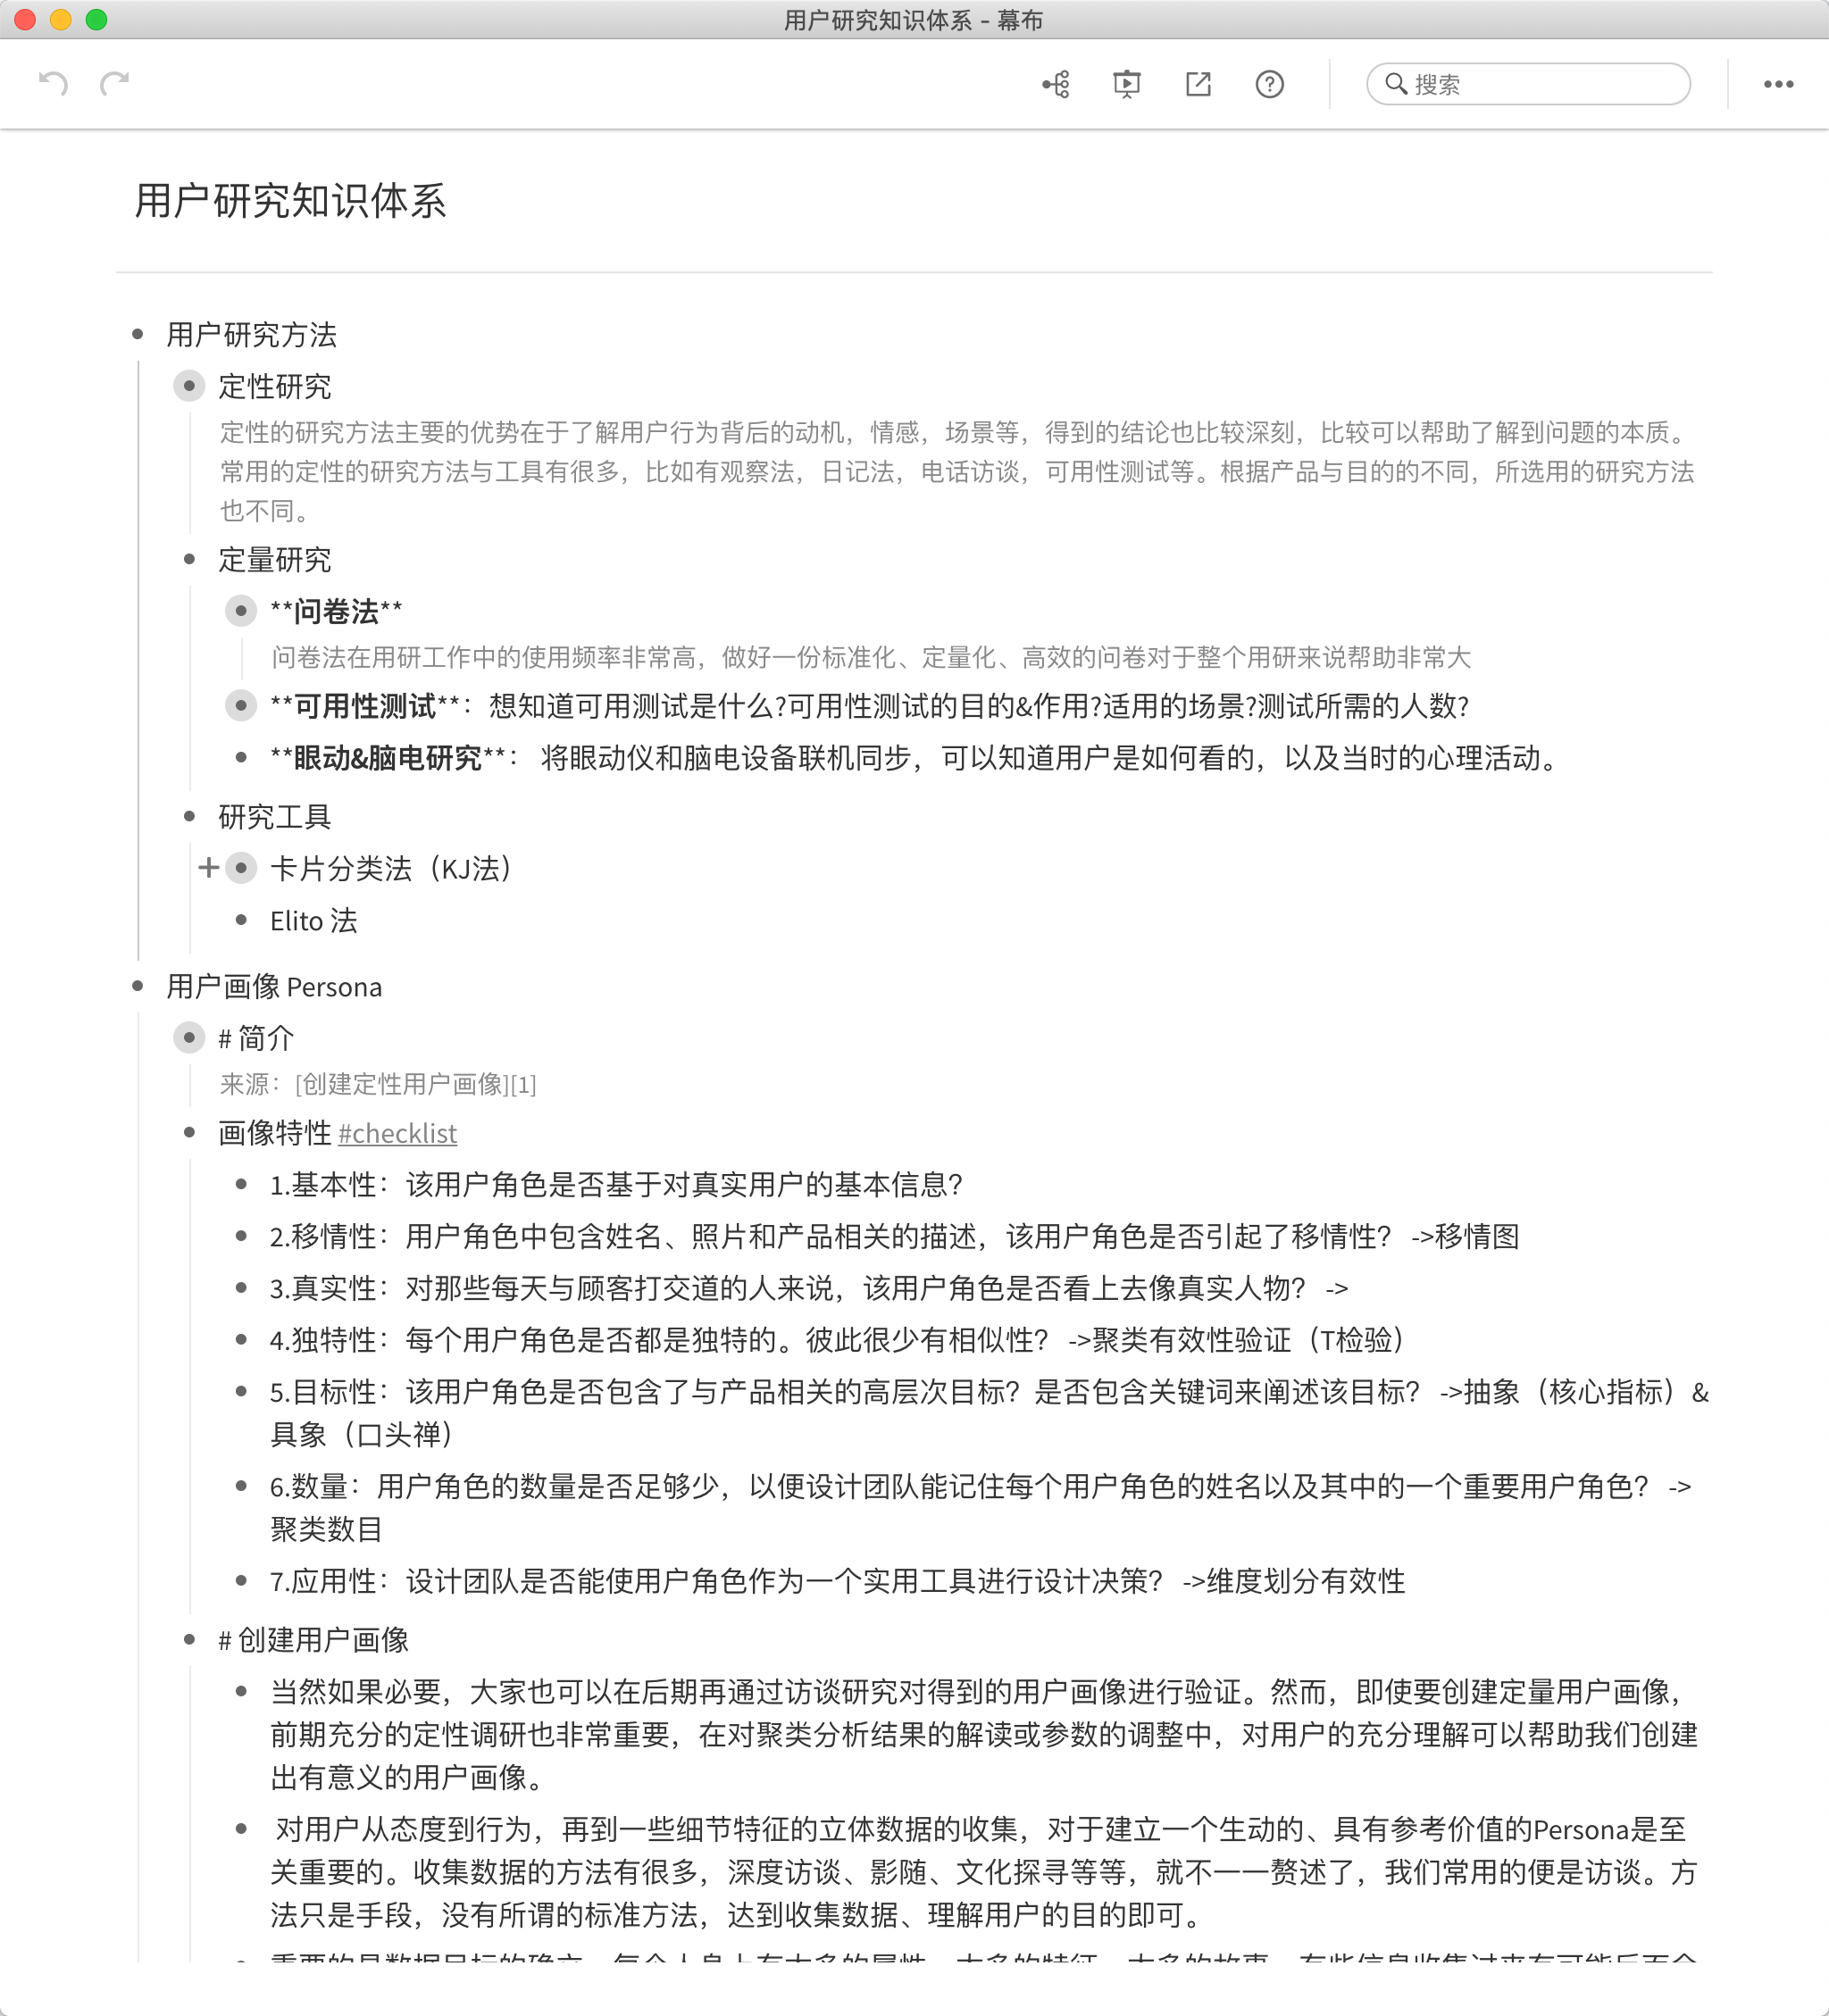 用户研究知识体系 - 幕布
搜索
用户研究知识体系
用户研究方法
定性研究
定性的研究方法主要的优势在于了解用户行为背后的动机，情感，场景等，得到的结论也比较深刻，比较可以帮助了解到问题的本质。
常用的定性的研究方法与工具有很多，比如有观察法，日记法，电话访谈，可用性测试等。根据产品与目的的不同，所选用的研究方法
也不同。
定量研究
**问卷法**
问卷法在用研工作中的使用频率非常高，做好一份标准化、定量化、高效的问卷对于整个用研来说帮助非常大
**可用性测试**：想知道可用测试是什么?可用性测试的目的&作用?适用的场景?测试所需的人数?
**眼动&脑电研究**： 将眼动仪和脑电设备联机同步，可以知道用户是如何看的，以及当时的心理活动。
研究工具
卡片分类法（KJ法）
Elito 法
用户画像 Persona
# 简介
来源：[创建定性用户画像][1]
画像特性 #checklist
1.基本性：该用户角色是否基于对真实用户的基本信息？
2.移情性：用户角色中包含姓名、照片和产品相关的描述，该用户角色是否引起了移情性？ ->移情图
3.真实性：对那些每天与顾客打交道的人来说，该用户角色是否看上去像真实人物？ ->
4.独特性：每个用户角色是否都是独特的。彼此很少有相似性？ ->聚类有效性验证（T检验）
5.目标性：该用户角色是否包含了与产品相关的高层次目标？是否包含关键词来阐述该目标？ ->抽象（核心指标）&
具象（口头禅）
6.数量：用户角色的数量是否足够少，以便设计团队能记住每个用户角色的姓名以及其中的一个重要用户角色？ ->
聚类数目
7.应用性：设计团队是否能使用户角色作为一个实用工具进行设计决策？ ->维度划分有效性
# 创建用户画像
当然如果必要，大家也可以在后期再通过访谈研究对得到的用户画像进行验证。然而，即使要创建定量用户画像，
前期充分的定性调研也非常重要，在对聚类分析结果的解读或参数的调整中，对用户的充分理解可以帮助我们创建
出有意义的用户画像。
对用户从态度到行为，再到一些细节特征的立体数据的收集，对于建立一个生动的、具有参考价值的Persona是至
关重要的。收集数据的方法有很多，深度访谈、影随、文化探寻等等，就不一一赘述了，我们常用的便是访谈。方
法只是手段，没有所谓的标准方法，达到收集数据、理解用户的目的即可。